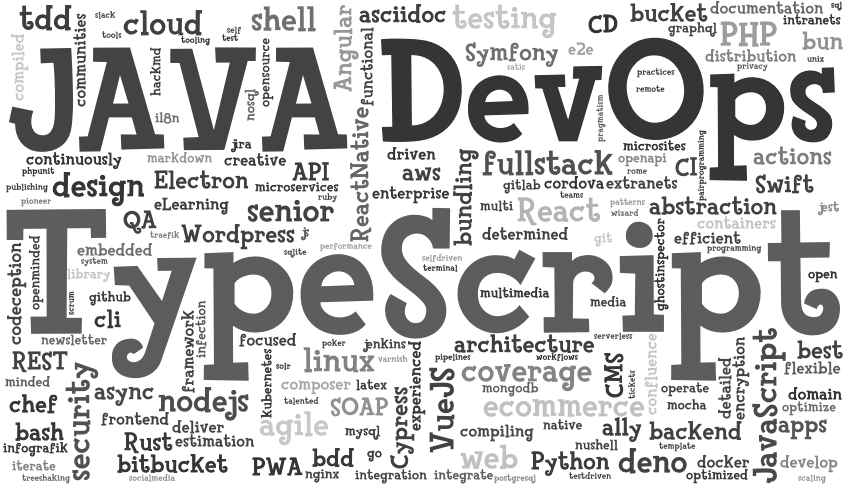 tdd
slack
communities
tools
cloud
tooling
self
test
shell
Angular
functional
asciidoc
testing
CD
bucket
graphql
documentation
sql
intranets
PHP
bun
compiled
JAVA
hackmd
il8n
nosql
opensource
DevOps
Symfony
satis
e2e
practices
remote
pragmatism
distribution
privacy
unix
continuously
phpunit
markdown
jra
creative
API
microservices
ruby
ReactNative
driven
aws
enterprise
bundling
fullstack
openapi
rome
microsites
CI
pairprogramming
actions
Swift
publishing
pioneer
design
Electron
eLearning
senior
gitlab
cordova
teams
extranets
QA
traefik
Wordpress
js
sqlite
performance
multi
React
patterns
wizard
abstraction
containers
jest
determined
git
efficient
programming
TypeScript
codeception
openminded
scrum
embedded
system
library
github
cli
selfdriven
terminal
multimedia
media
ghostinspector
open
newsletter
framework
infection
focused
poker
jenkins
architecture
serverless
confluence
best
flexible
REST
minded
security
async
nodejs
kubernetes
solr
linux
varnish
experienced
pipelines
workflows
coverage
mongodb
CMS
tickets
operate
mocha
detailed
encryption
JavaScript
domain
optimize
apps
chef
bash
infografik
frontend
deliver
Rust
estimation
composer
latex
talented
SOAP
agile
mysql
Cypress
VueJS
ecommerce
compiling
native
nushell
ally
backend
template
iterate
treeshaking
bitbucket
socialmedia
PWA
bdd
nginx
go
integration
integrate
web
postgresql
Python
testdriven
deno
docker
optimized
develop
scaling